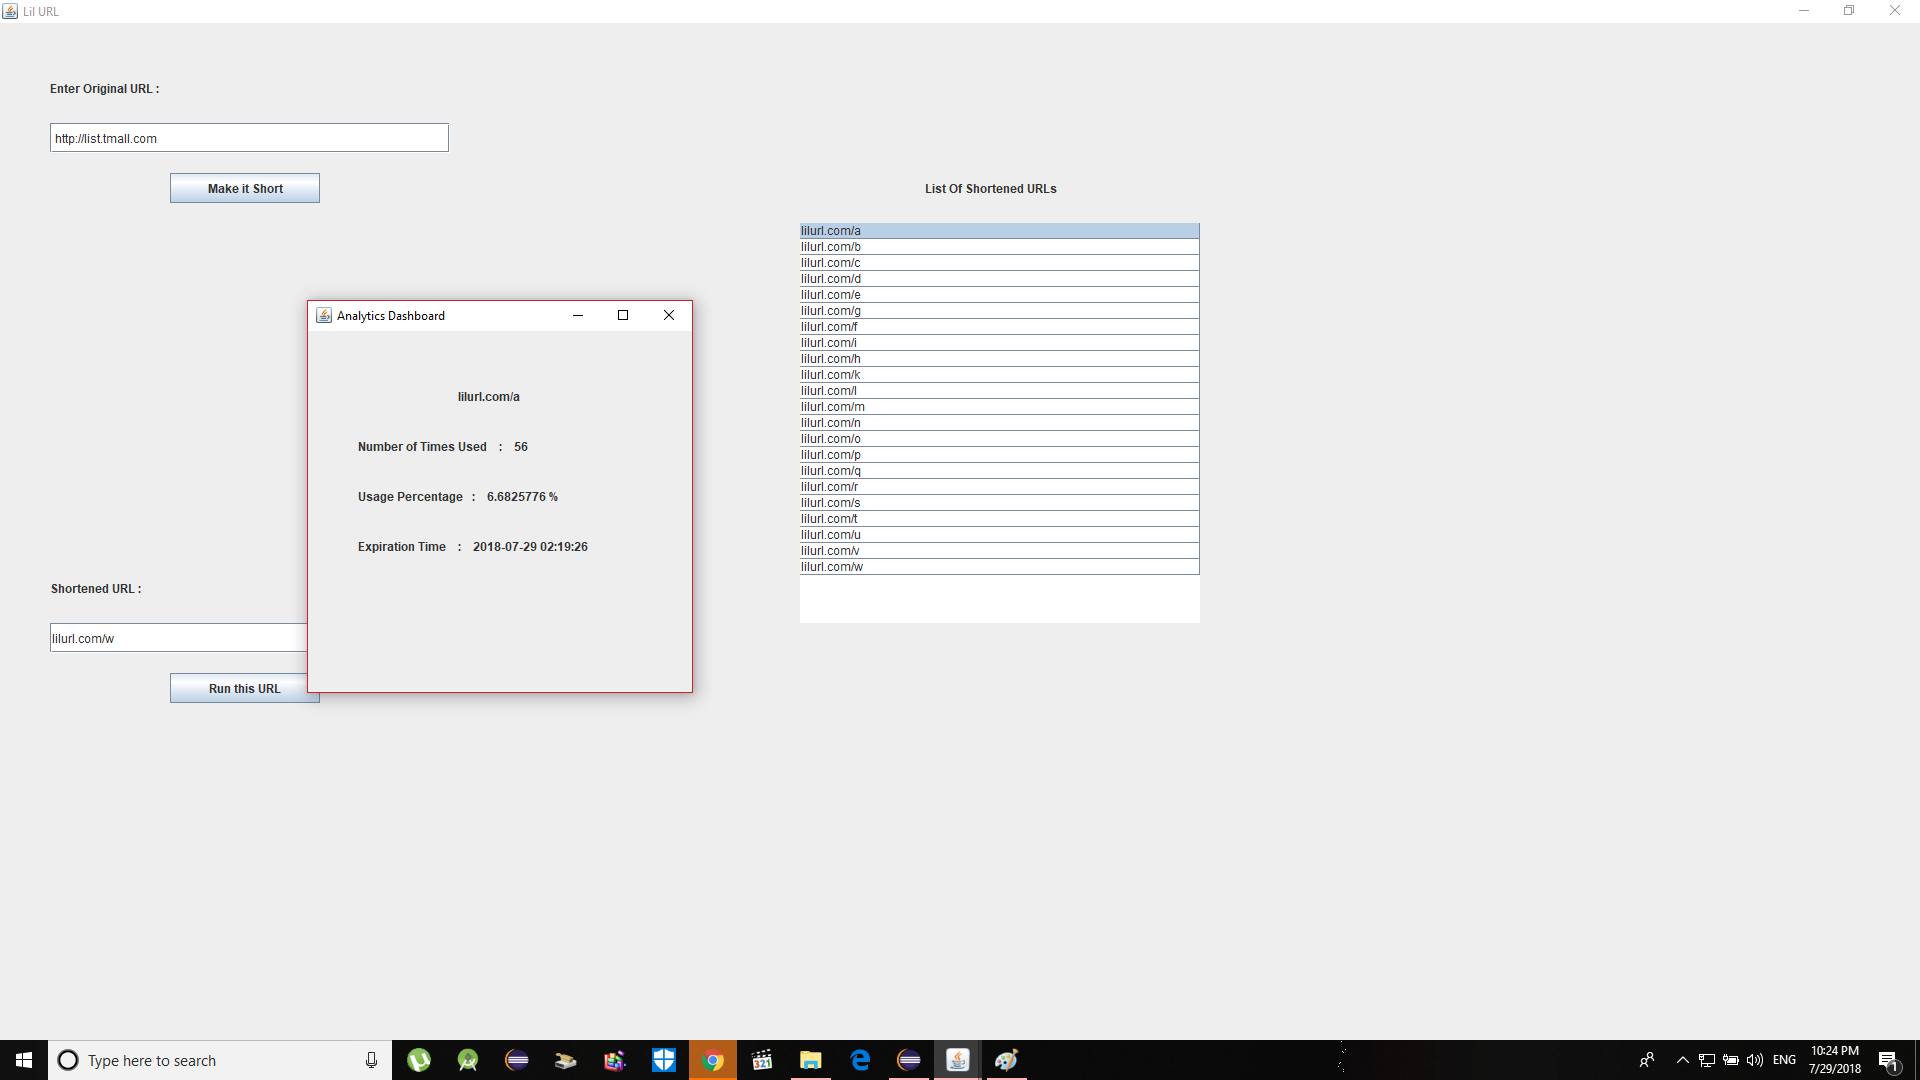 Lil URL
Enter Original URL :
http://list.tmall.com
Make it Short
List Of Shortened URLs
lilurl.com/a
lilurl.com/b
lilurl.com/c
lilurl.com/d
lilurl.com/e
lilurl.com/g
lilurl.com/f
lilurl.com/i
lilurl.com/h
lilurl.com/k
lilurl.com/l
lilurl.com/m
lilurl.com/n
lilurl.com/o
lilurl.com/p
lilurl.com/q
lilurl.com/r
lilurl.com/s
lilurl.com/t
lilurl.com/u
lilurl.com/v
lilurl.com/w
Analytics Dashboard
lilurl.com/a
Number of Times Used : 56
Usage Percentage : 6.6825776 %
Expiration Time : 2018-07-29 02:19:26
Shortened URL :
lilurl.com/w
Run this URL
Type here to search
321
ENG
10:24 PM
7/29/2018
1